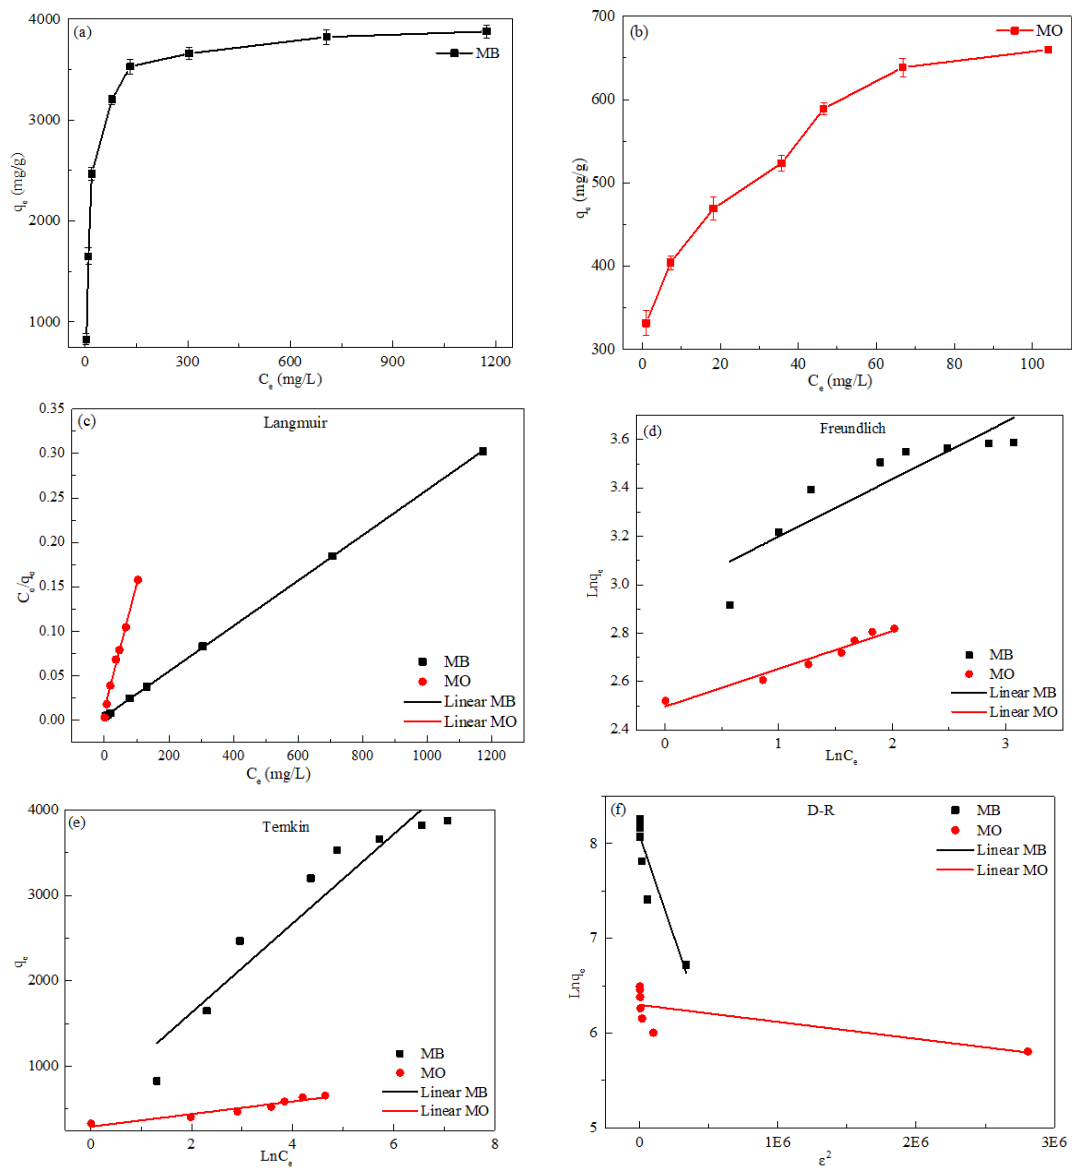 (a)
MB
4000
3000
2000
1000
qe (mg/g)
0
300
600
900
1200
Ce (mg/L)
(b)
MO
700
600
500
400
300
qe (mg/g)
0
20
40
60
80
100
Ce (mg/L)
(c)
Langmuir
0.35
0.30
0.25
0.20
0.15
0.10
0.05
0.00
Ce/qe
MB
MO
Linear MB
Linear MO
0
200
400
600
800
1000
1200
Ce (mg/L)
(d)
Freundlich
3.6
3.4
3.2
3.0
2.8
2.6
2.4
Lnqe
MB
MO
Linear MB
Linear MO
0
1
2
3
LnCe
(e)
Temkin
4000
3000
2000
1000
qe
MB
MO
Linear MB
Linear MO
0
2
4
6
8
LnCe
(f)
D-R
8
7
6
5
Lnqe
MB
MO
Linear MB
Linear MO
0
1E6
2E6
3E6
ε²